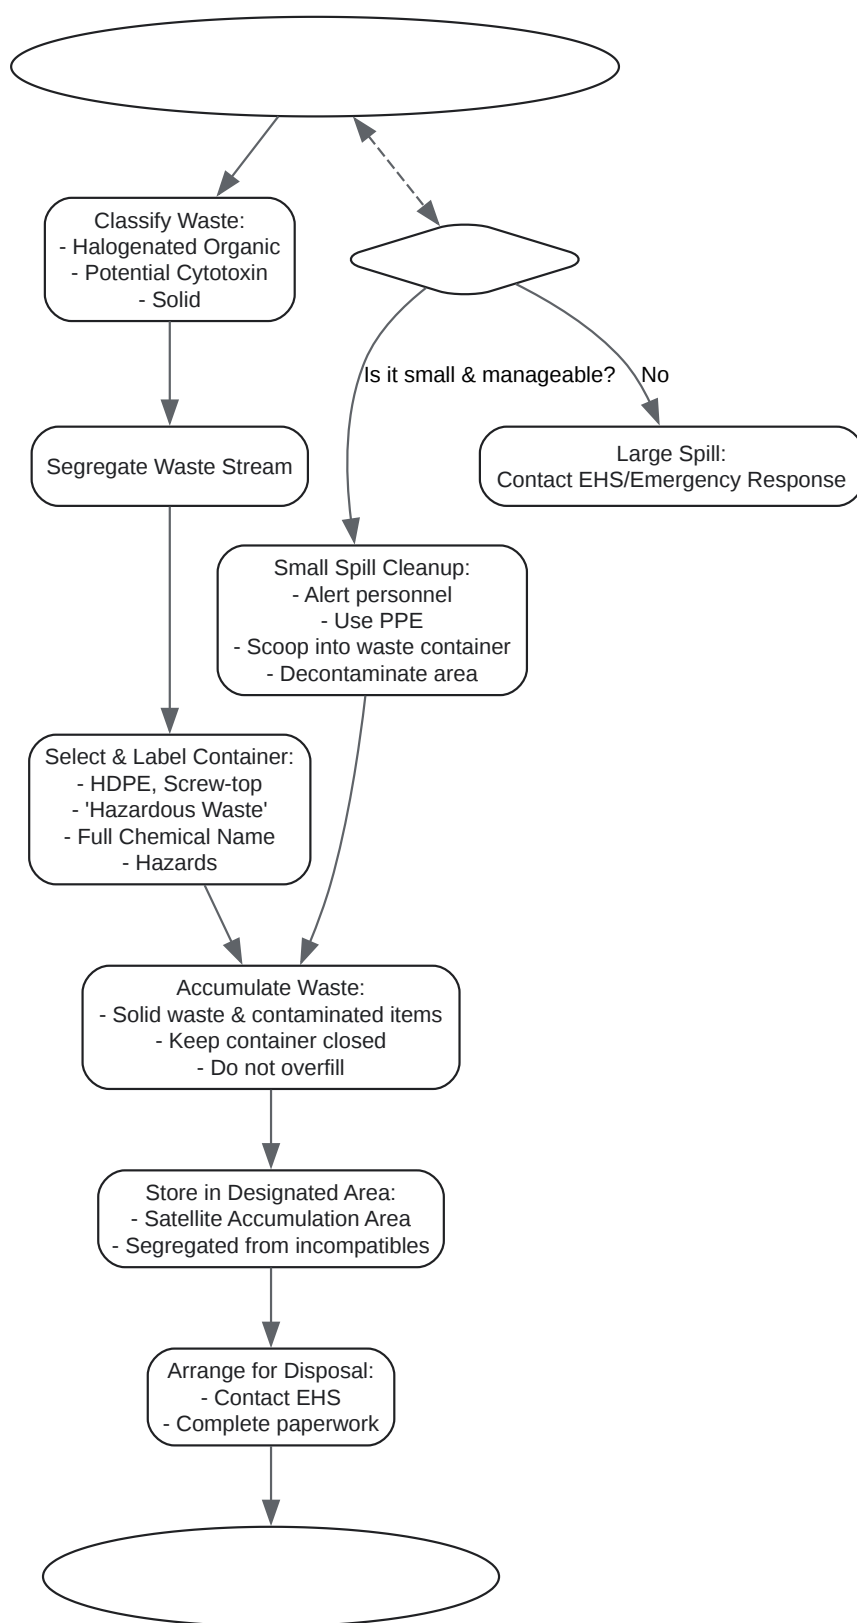 Classify Waste:
- Halogenated Organic
- Potential Cytotoxin
- Solid
Is it small & manageable?
No
Segregate Waste Stream
Large Spill:
Contact EHS/Emergency Response
Small Spill Cleanup:
- Alert personnel
- Use PPE
- Scoop into waste container
- Decontaminate area
Select & Label Container:
- HDPE, Screw-top
- 'Hazardous Waste'
- Full Chemical Name
- Hazards
Accumulate Waste:
- Solid waste & contaminated items
- Keep container closed
- Do not overfill
Store in Designated Area:
- Satellite Accumulation Area
- Segregated from incompatibles
Arrange for Disposal:
- Contact EHS
- Complete paperwork